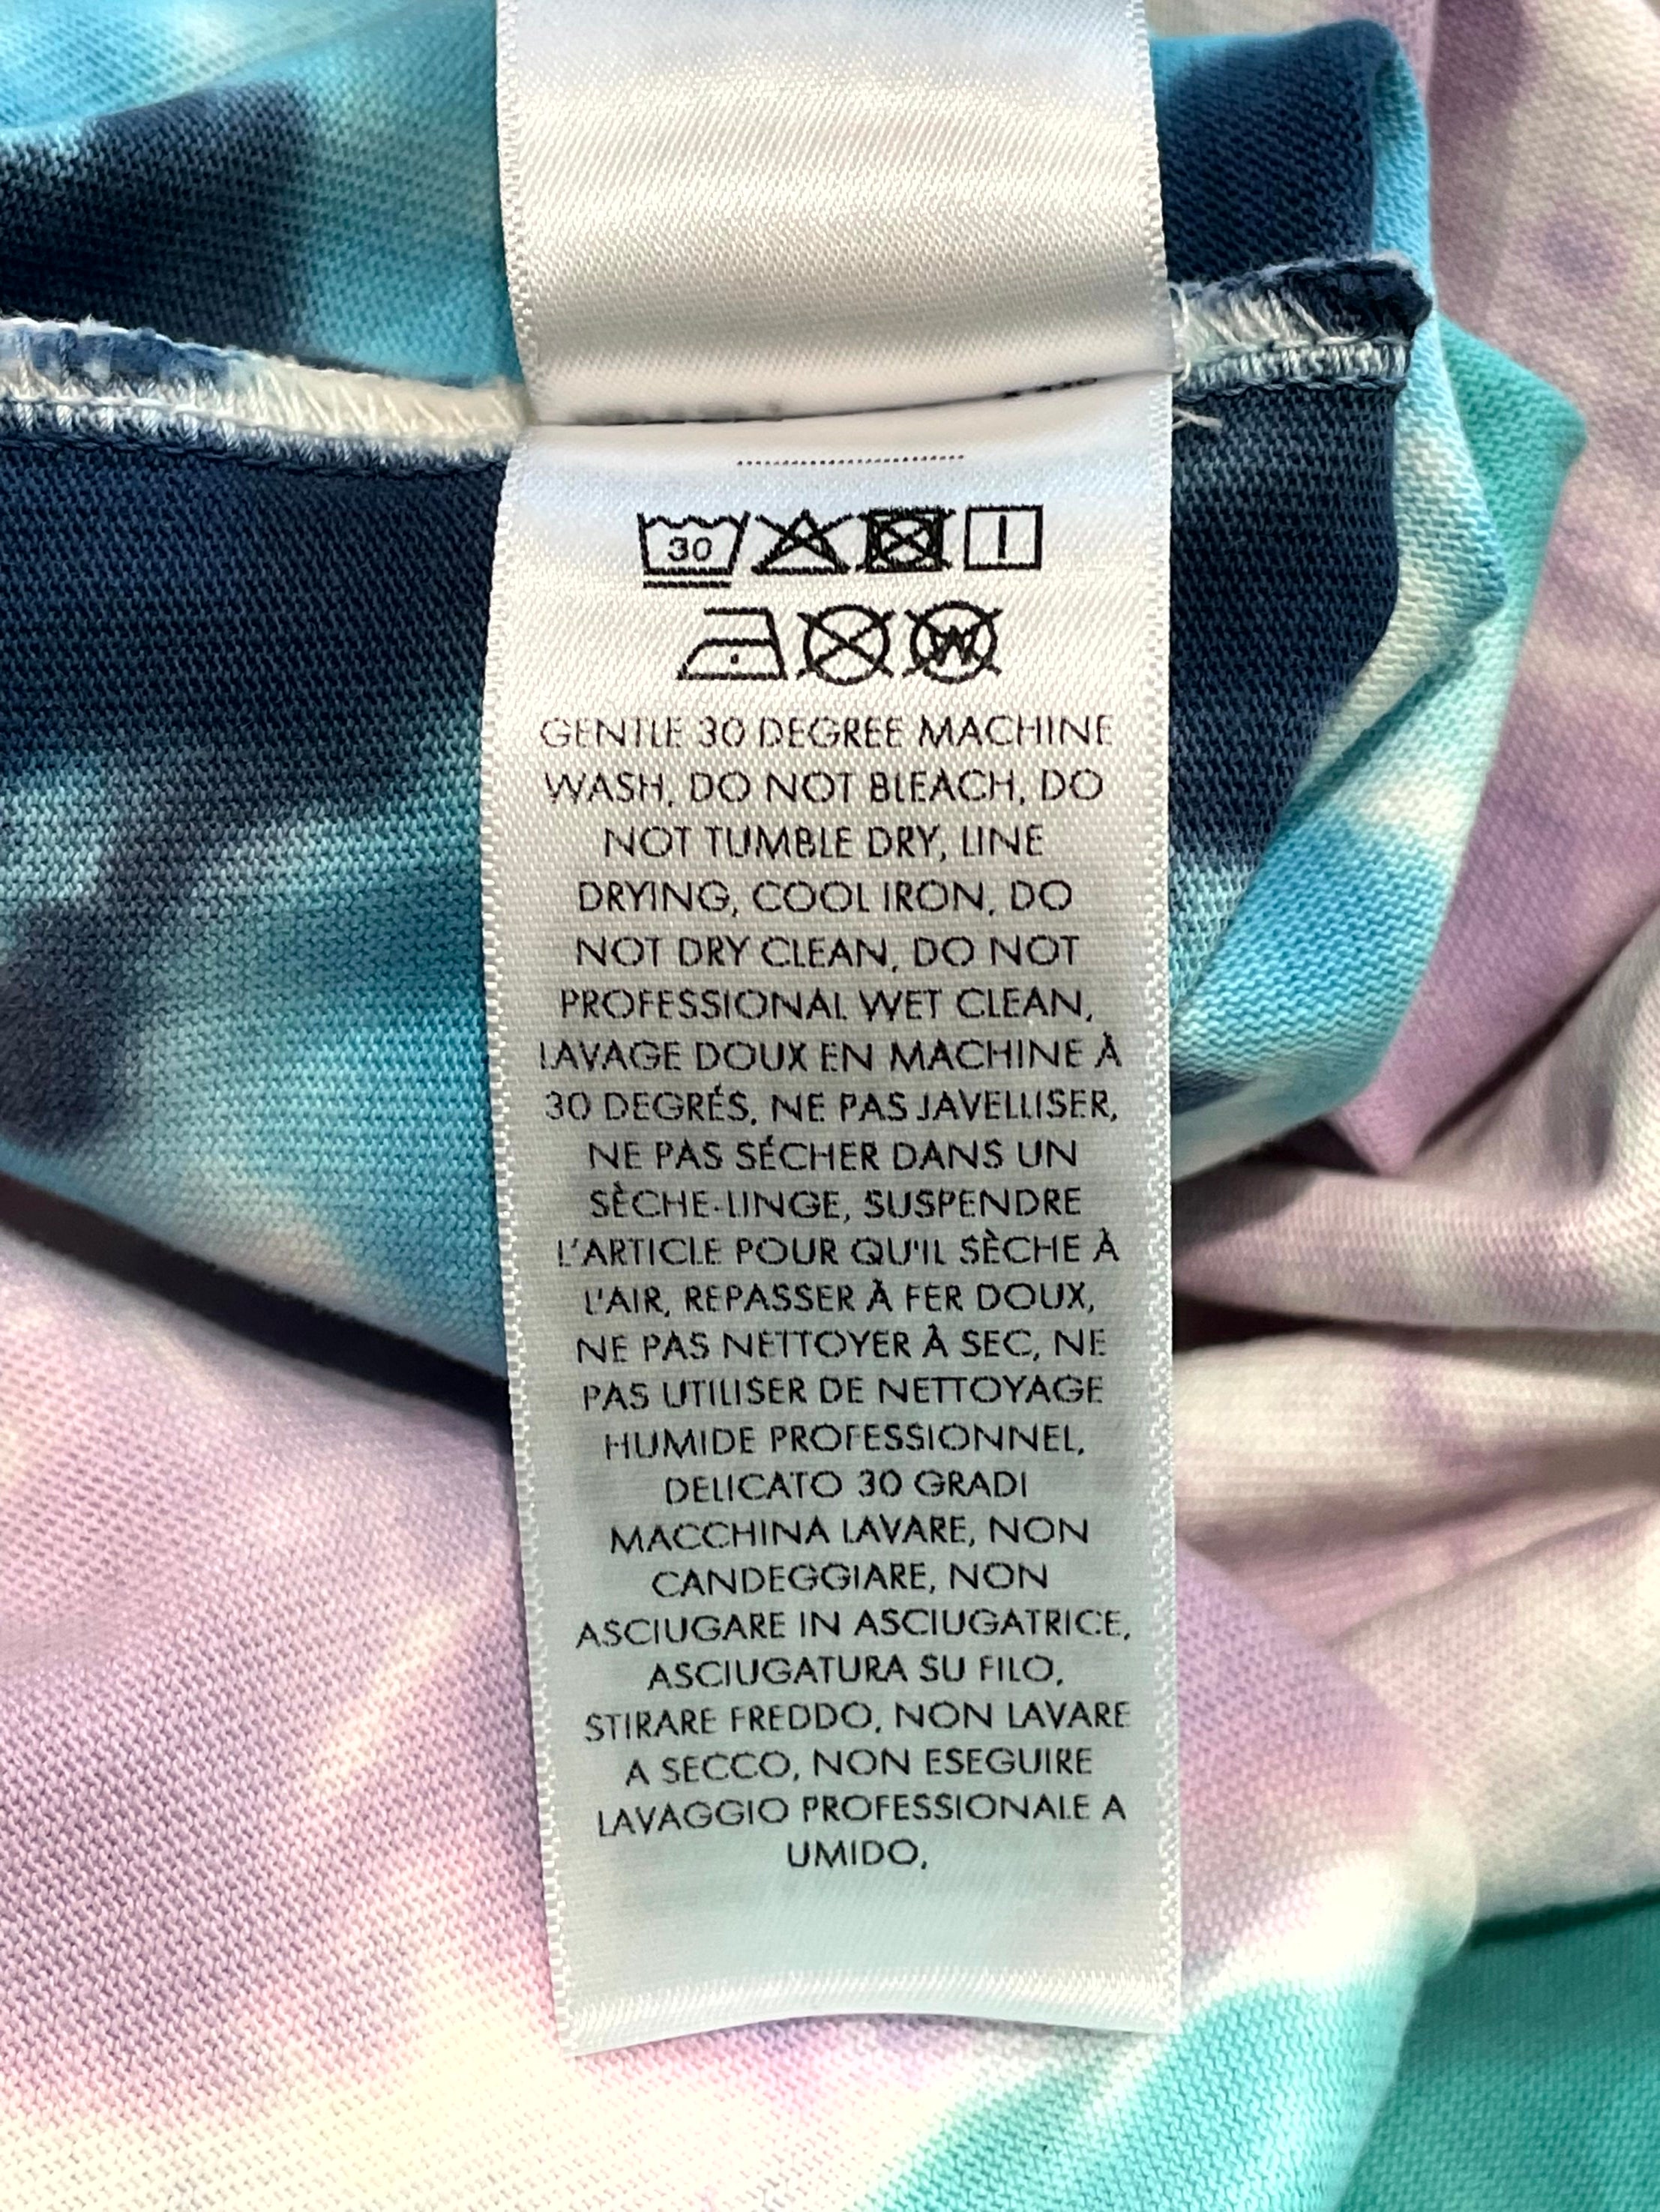 30
W
GENTLE 30 DEGREE MACHINE
WASH, DO NOT BLEACH, DO
NOT TUMBLE DRY, LINE
DRYING, COOL IRON, DO
NOT DRY CLEAN, DO NOT
PROFESSIONAL WET CLEAN,
LAVAGE DOUX EN MACHINE À
30 DEGRÉS, NE PAS JAVELLISER,
NE PAS SÉCHER DANS UN
SÈCHE-LINGE, SUSPENDRE
L'ARTICLE POUR QU'IL SÈCHE À
L'AIR, REPASSER À FER DOUX,
NE PAS NETTOYER À SEC, NE
PAS UTILISER DE NETTOYAGE
HUMIDE PROFESSIONNEL,
DELICATO 30 GRADI
MACCHINA LAVARE, NON
CANDEGGIARE, NON
ASCIUGARE IN ASCIUGATRICE,
ASCIUGATURA SU FILO,
STIRARE FREDDO, NON LAVARE
A SECCO, NON ESEGUIRE
LAVAGGIO PROFESSIONALE A
UMIDO,